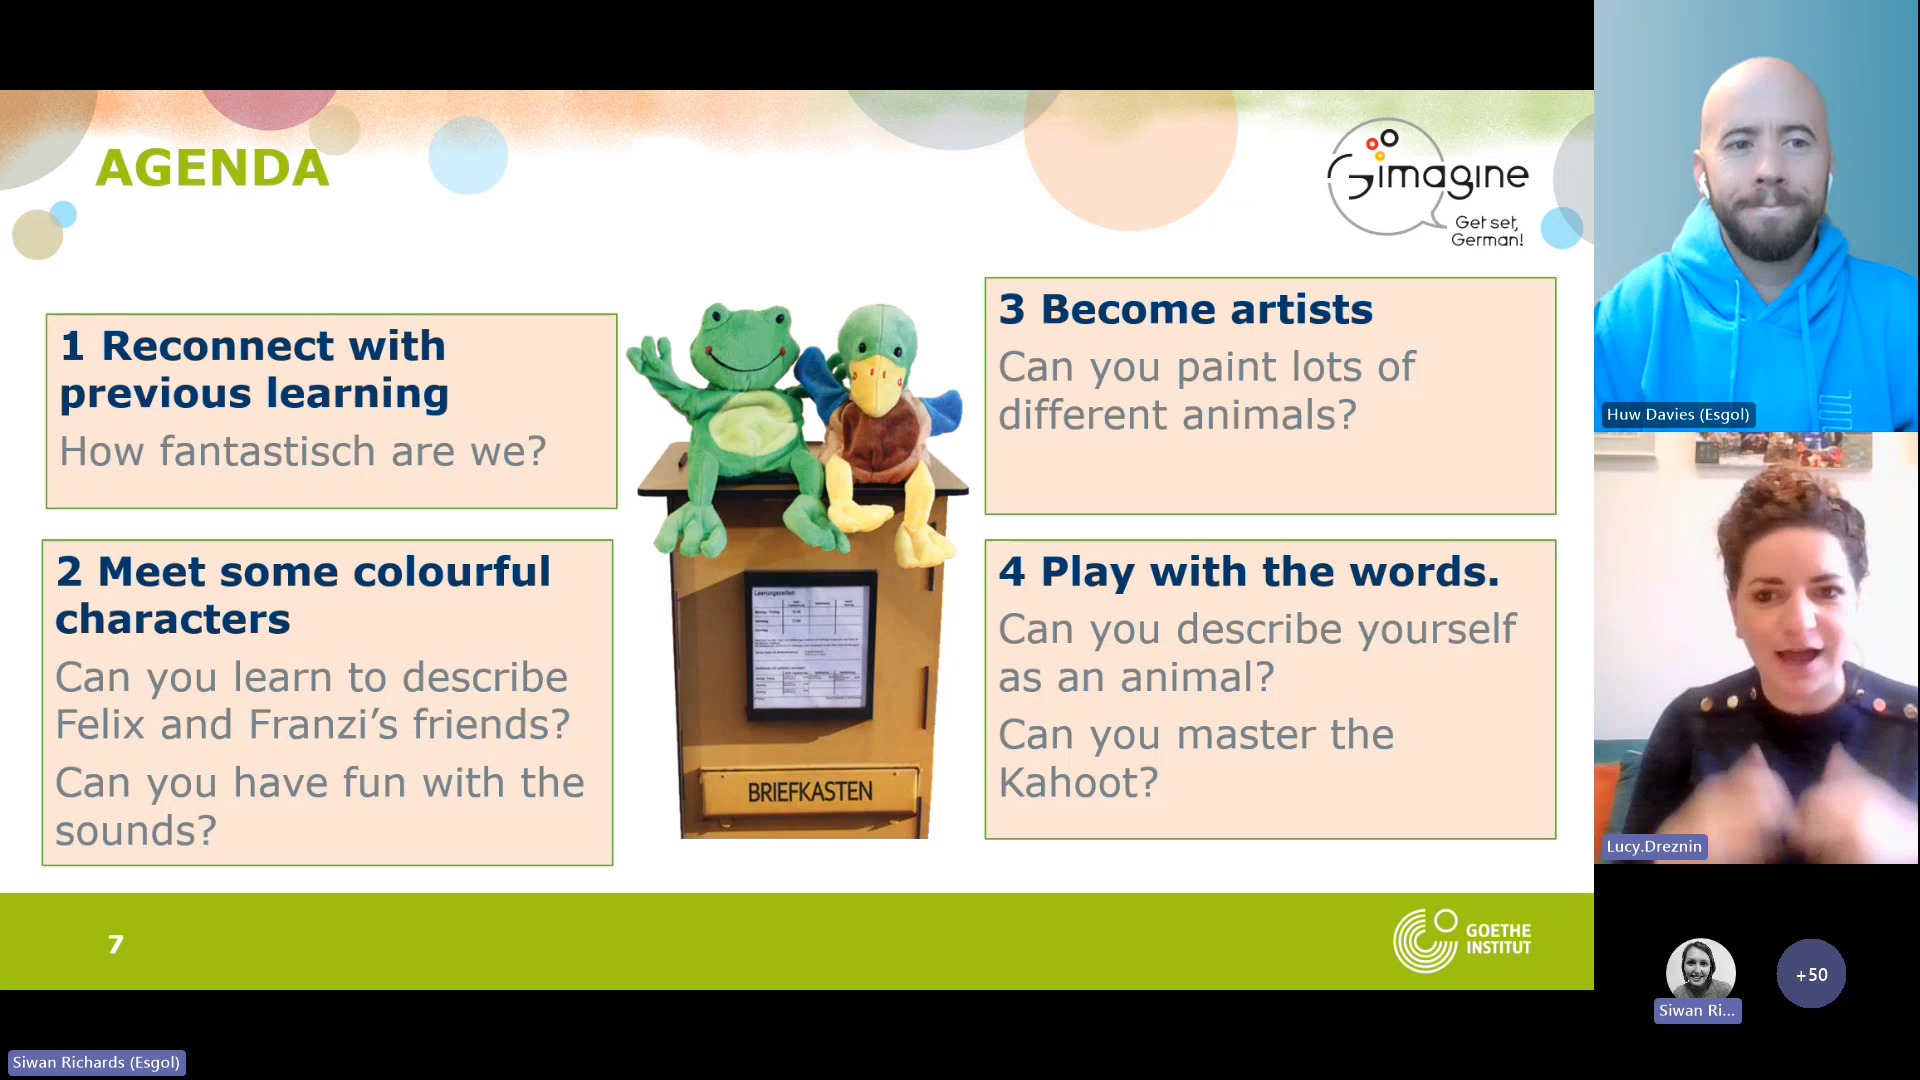 AGENDA
Gimagine
Get set,
German!
1 Reconnect with
previous learning
How fantastisch are we?
2 Meet some colourful
characters
Can you learn to describe
Felix and Franzi’s friends?
Can you have fun with the
sounds?
Leerungszeiten
BRIEFKASTEN
3 Become artists
Can you paint lots of
different animals?
4 Play with the words.
Can you describe yourself
as an animal?
Can you master the
Kahoot?
7
GOETHE
INSTITUT
Huw Davies (Esgol)
Lucy.Dreznin
Siwan Ri...
+50
Siwan Richards (Esgol)